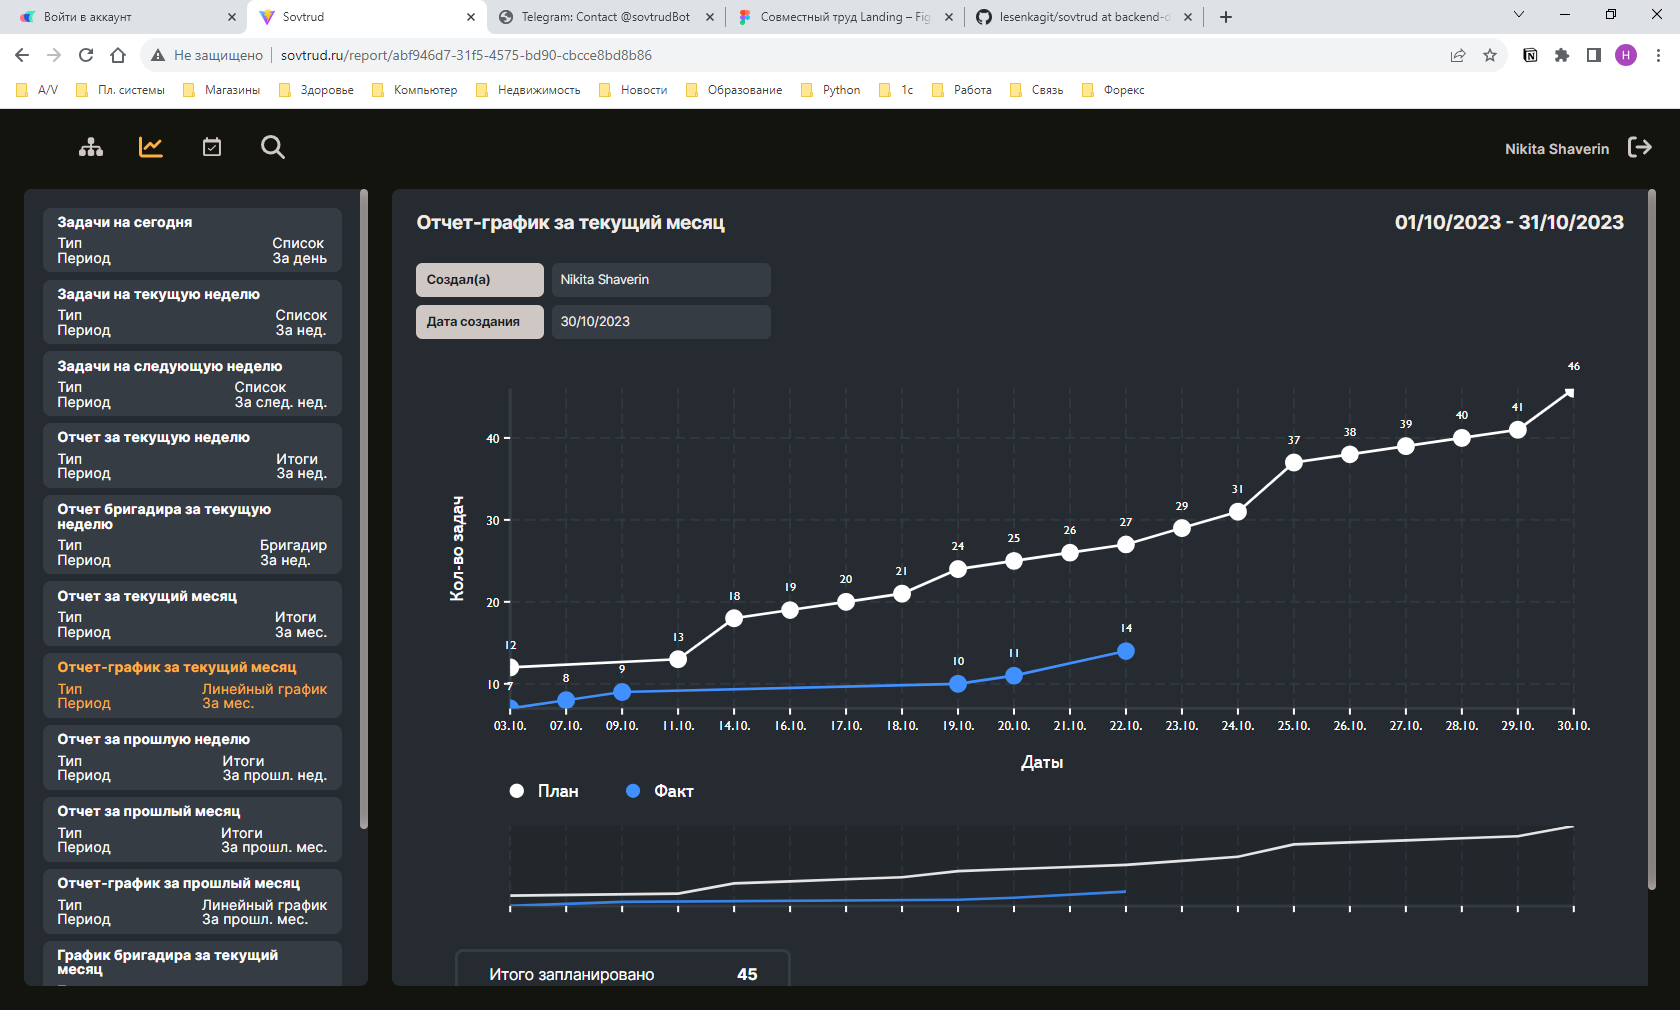 Войти в аккаунт
Sovtrud
Telegram: Contact @sovtrudBot
Совместный труд Landing – Fig
lesenkagit/sovtrud at backend-d
Не защищено
sovtrud.ru/report/abf946d7-31f5-4575-bd90-cbcce8bd8b86
Н
A/V
Пл. системы
Магазины
Здоровье
Компьютер
Недвижимость
Новости
Образование
Python
1c
Работа
Связь
Форекс
Nikita Shaverin
Задачи на сегодня
Тип Список
Период За день
Задачи на текущую неделю
Тип Список
Период За нед.
Задачи на следующую неделю
Тип Список
Период За след. нед.
Отчет за текущую неделю
Тип Итоги
Период За нед.
Отчет бригадира за текущую
неделю
Тип Бригадир
Период За нед.
Отчет за текущий месяц
Тип Итоги
Период За мес.
Отчет-график за текущий месяц
Тип Линейный график
Период За мес.
Отчет за прошлую неделю
Тип Итоги
Период За прошл. нед.
Отчет за прошлый месяц
Тип Итоги
Период За прошл. мес.
Отчет-график за прошлый месяц
Тип Линейный график
Период За прошл. мес.
График бригадира за текущий
месяц
Отчет-график за текущий месяц
01/10/2023 - 31/10/2023
Создал(а) Nikita Shaverin
Дата создания 30/10/2023
Кол-во задач
40
30
20
10
12 13 18 19 20 21 24 25 26 27 29 31 37 38 39 40 41 46
7 8 9 10 11 14
03.10. 07.10. 09.10. 11.10. 14.10. 16.10. 17.10. 18.10. 19.10. 20.10. 21.10. 22.10. 23.10. 24.10. 25.10. 26.10. 27.10. 28.10. 29.10. 30.10.
Даты
План
Факт
Итого запланировано 45